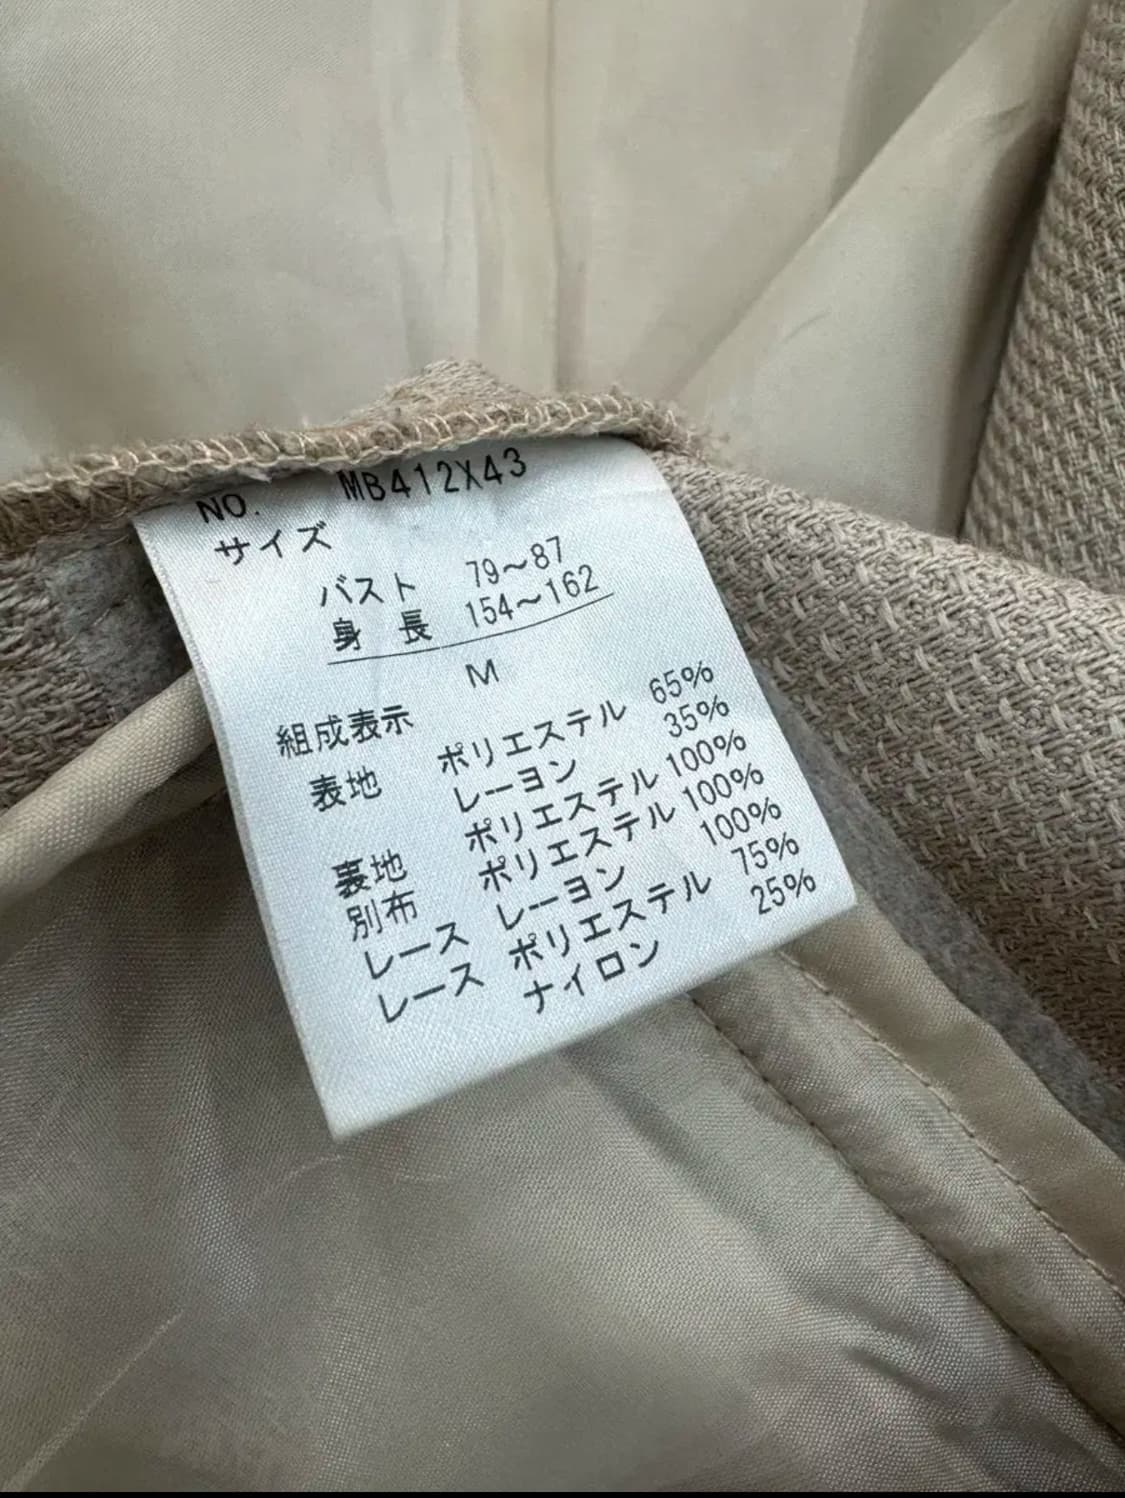 NO. MB412X43
サイズ
バスト 79〜87
身 長 154〜162
M
組成表示
表地 ポリエステル 65%
レーヨン 35%
裏地 ポリエステル 100%
別布 ポリエステル 100%
レース レーヨン 100%
レース ポリエステル 75%
ナイロン 25%